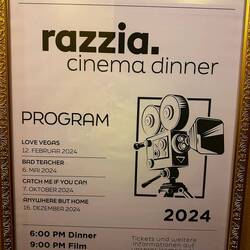 razzia.
cinema dinner
PROGRAM
LOVE VEGAS
12. FEBRUAR 2024
BAD TEACHER
6. MAI 2024
CATCH ME IF YOU CAN
7. OKTOBER 2024
ANYWHERE BUT HOME
16. DEZEMBER 2024
2024
6:00 PM Dinner
9:00 PM Film
Tickets und weitere
Informationen auf